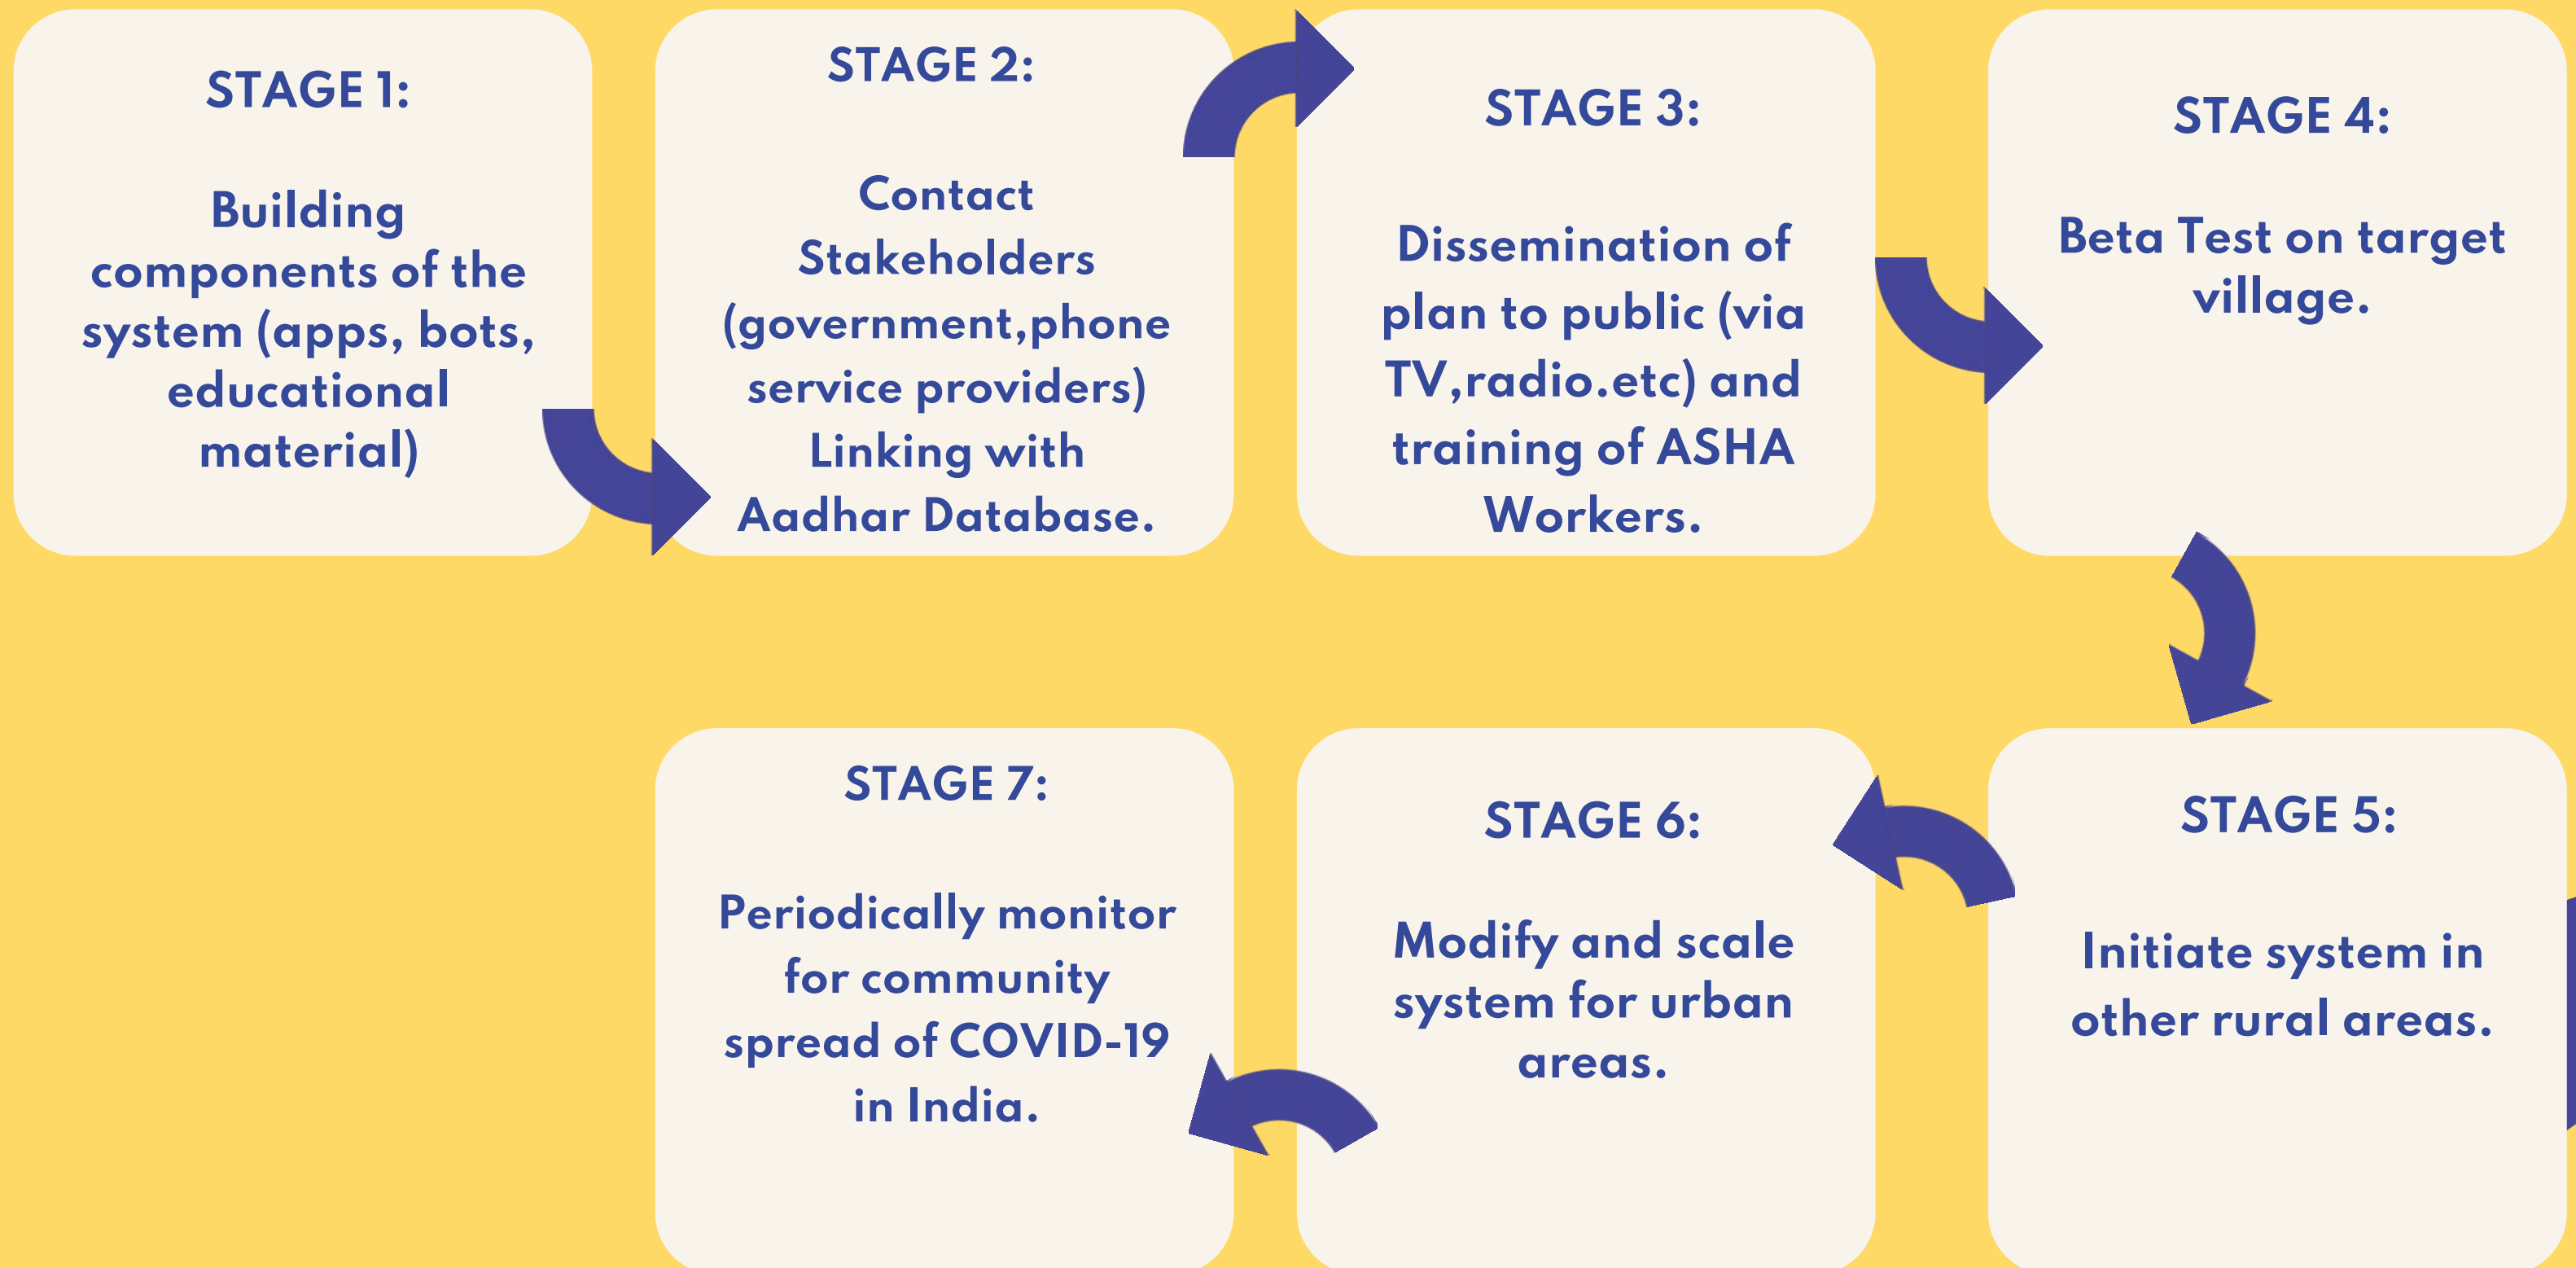 STAGE 1:
Building
components of the
system (apps, bots,
educational
material)
STAGE 2:
Contact
Stakeholders
(government,phone
service providers)
Linking with
Aadhar Database.
STAGE 3:
Dissemination of
plan to public (via
TV,radio.etc) and
training of ASHA
Workers.
STAGE 4:
Beta Test on target
village.
STAGE 5:
Initiate system in
other rural areas.
STAGE 6:
Modify and scale
system for urban
areas.
STAGE 7:
Periodically monitor
for community
spread of COVID-19
in India.